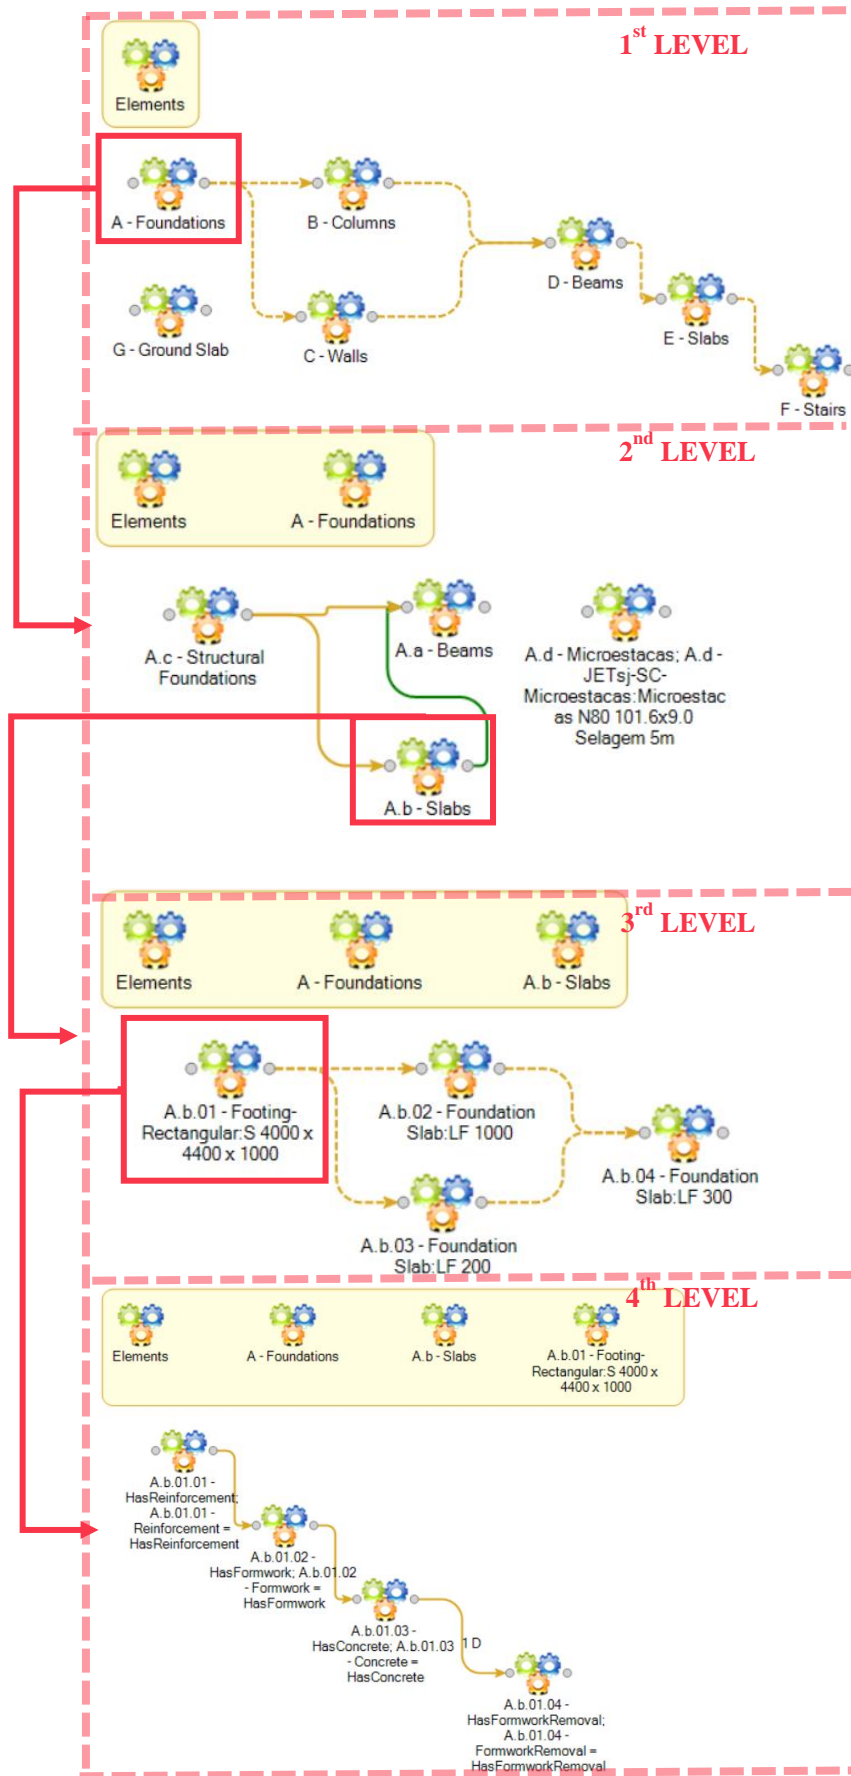 1st LEVEL
Elements
A - Foundations
B - Columns
D - Beams
G - Ground Slab
C - Walls
E - Slabs
F - Stairs
2nd LEVEL
Elements
A - Foundations
A.c - Structural
Foundations
A.a - Beams
A.d - Microestacas; A.d -
JETsj-SC-
Microestacas:Microestac
as N80 101.6x9.0
Selagem 5m
A.b - Slabs
3rd LEVEL
Elements
A - Foundations
A.b - Slabs
A.b.01 - Footing-
Rectangular:S 4000 x
4400 x 1000
A.b.02 - Foundation
Slab:LF 1000
A.b.04 - Foundation
Slab:LF 300
A.b.03 - Foundation
Slab:LF 200
4th LEVEL
Elements
A - Foundations
A.b - Slabs
A.b.01 - Footing-
Rectangular:S 4000 x
4400 x 1000
A.b.01.01 -
HasReinforcement;
A.b.01.01 -
Reinforcement =
HasReinforcement
A.b.01.02 -
HasFormwork; A.b.01.02
- Formwork =
HasFormwork
A.b.01.03 -
HasConcrete; A.b.01.03
- Concrete =
HasConcrete
1 D
A.b.01.04 -
HasFormworkRemoval;
A.b.01.04 -
FormworkRemoval =
HasFormworkRemoval